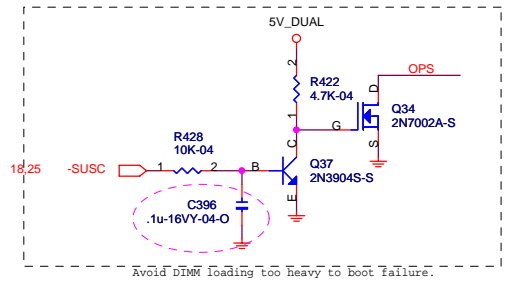 5V_DUAL
2
R422
4.7K-04
1
OPS
D
G
Q34
2N7002A-S
S
R428
10K-04
18.25
-SUSC
1
2
B
C
Q37
2N3904S-S
E
C396
.1u-16VY-04-O
Avoid DIMM loading too heavy to boot failure.